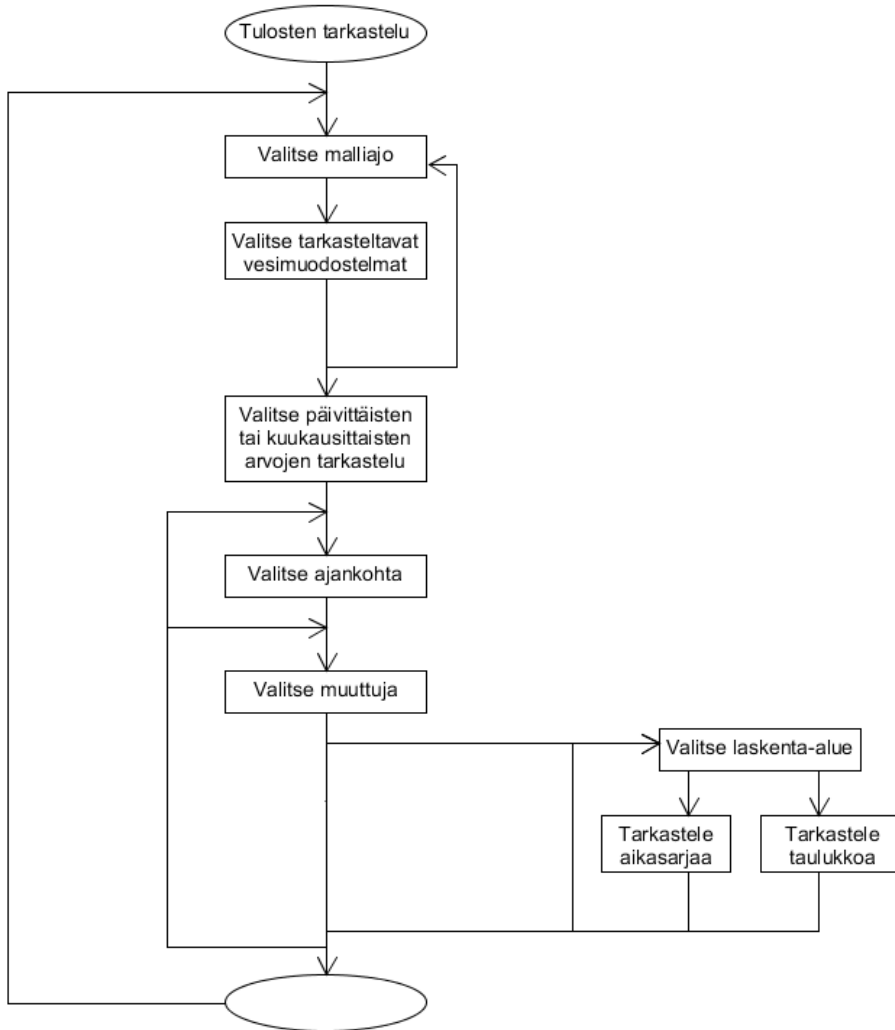 Tulosten tarkastelu
Valitse malliajo
Valitse tarkasteltavat
vesimuodostelmat
Valitse päivittäisten
tai kuukausittaisten
arvojen tarkastelu
Valitse ajankohta
Valitse muuttuja
Valitse laskenta-alue
Tarkastele
aikasarjaa
Tarkastele
taulukkoa